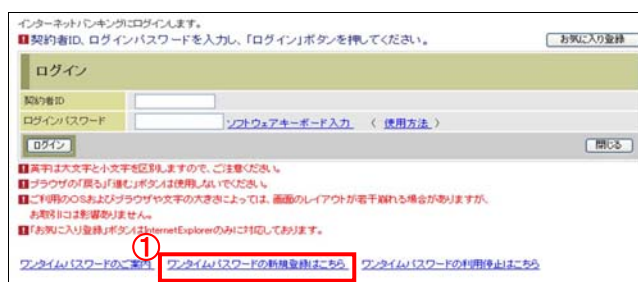 インターネットバンキングにログインします。
■契約者ID、ログインパスワードを入力し、「ログイン」ボタンを押してください。
お気に入り登録
ログイン
契約者ID
ログインパスワード ソフトウェアキーボード入力 ( 使用方法 )
ログイン 閉じる
■英字は大文字と小文字を区別しますので、ご注意ください。
■ブラウザの「戻る」「進む」ボタンは使用しないでください。
■ご利用のOSおよびブラウザや文字の大きさによっては、画面のレイアウトが若干崩れる場合がありますが、
お取引には影響ありません。
■「お気に入り登録」ボタンはInternetExplorerのみに対応しております。
①
ワンタイムパスワードのご案内 ワンタイムパスワードの新規登録はこちら ワンタイムパスワードの利用停止はこちら